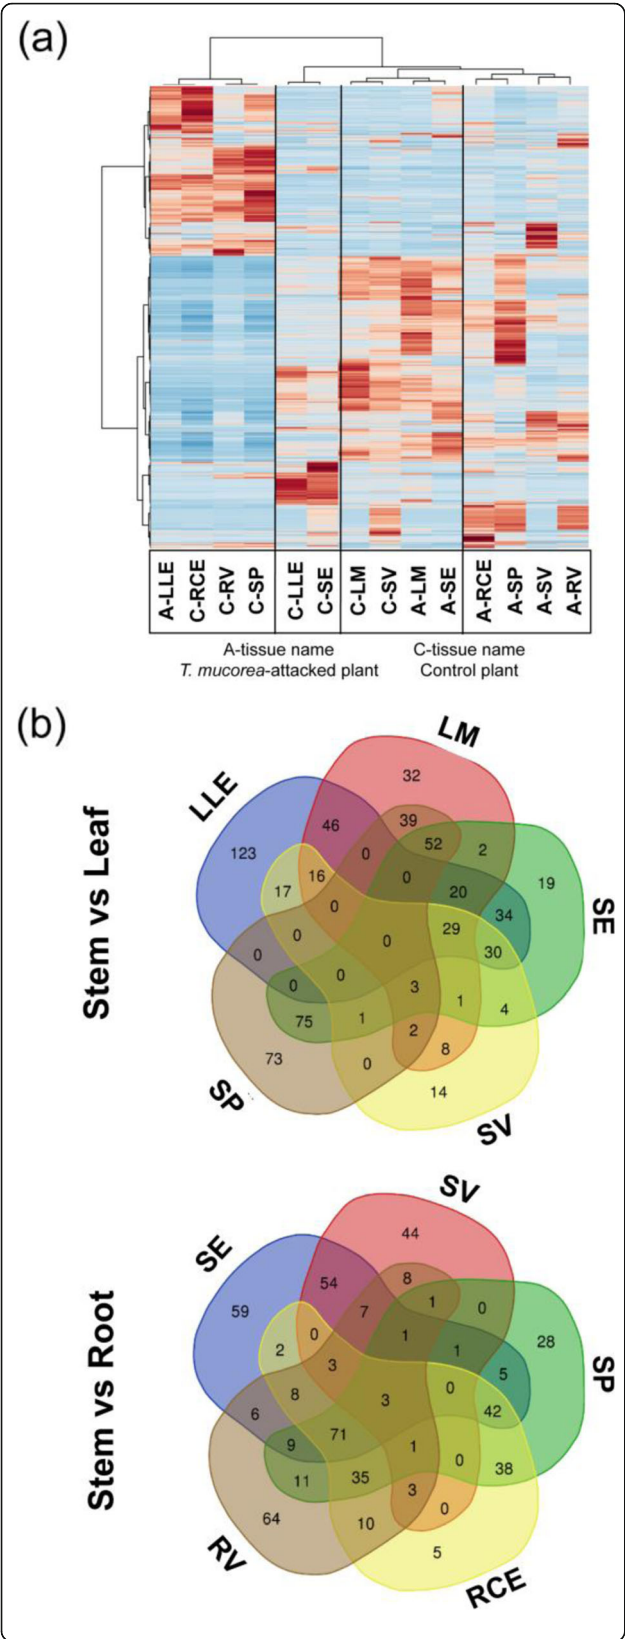 (a)
A-LLE
C-RCE
C-RV
C-SP
C-LLE
C-SE
C-LM
C-SV
A-LM
A-SE
A-RCE
A-SP
A-SV
A-RV
A-tissue name
T. mucorea-attacked plant
C-tissue name
Control plant
(b)
Stem vs Leaf
LLE
LM
SE
SV
SP
32
46
39
0
52
2
123
19
16
0
17
20
34
0
29
0
0
30
0
0
0
3
1
4
75
1
2
8
73
0
14
Stem vs Root
SE
SV
SP
RCE
RV
44
54
8
7
1
0
59
0
1
28
2
3
1
5
8
0
6
3
42
9
71
1
0
38
11
35
3
0
64
10
5